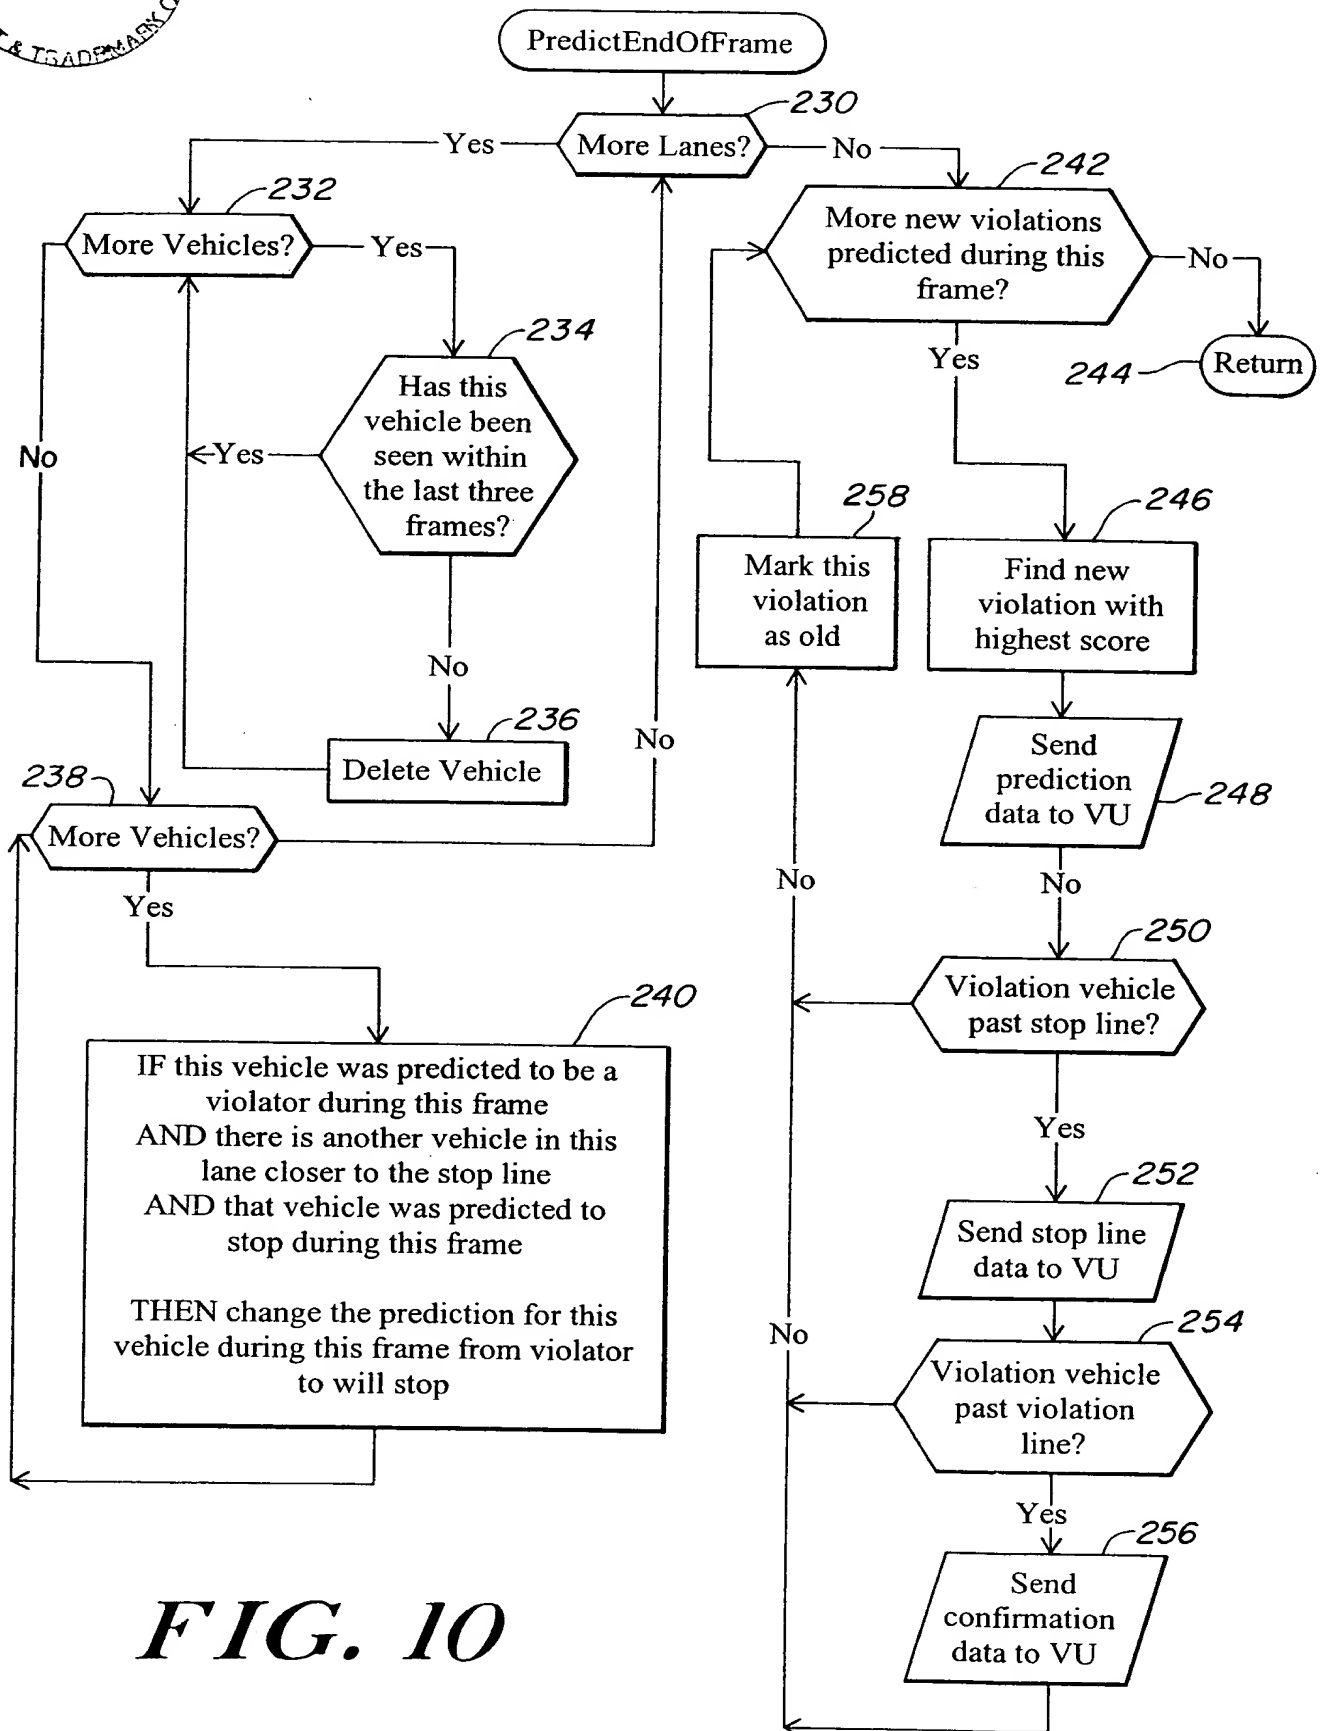 T & TRADEMARK
PredictEndOfFrame
230
More Lanes?
Yes
No
232
More Vehicles?
Yes
No
234
Has this
vehicle been
seen within
the last three
frames?
Yes
No
236
Delete Vehicle
238
More Vehicles?
No
Yes
240
IF this vehicle was predicted to be a
violator during this frame
AND there is another vehicle in this
lane closer to the stop line
AND that vehicle was predicted to
stop during this frame
THEN change the prediction for this
vehicle during this frame from violator
to will stop
242
More new violations
predicted during this
frame?
No
244
Return
Yes
246
Find new
violation with
highest score
258
Mark this
violation
as old
Send
prediction
data to VU
248
No
250
Violation vehicle
past stop line?
No
Yes
252
Send stop line
data to VU
254
Violation vehicle
past violation
line?
No
Yes
256
Send
confirmation
data to VU
FIG. 10